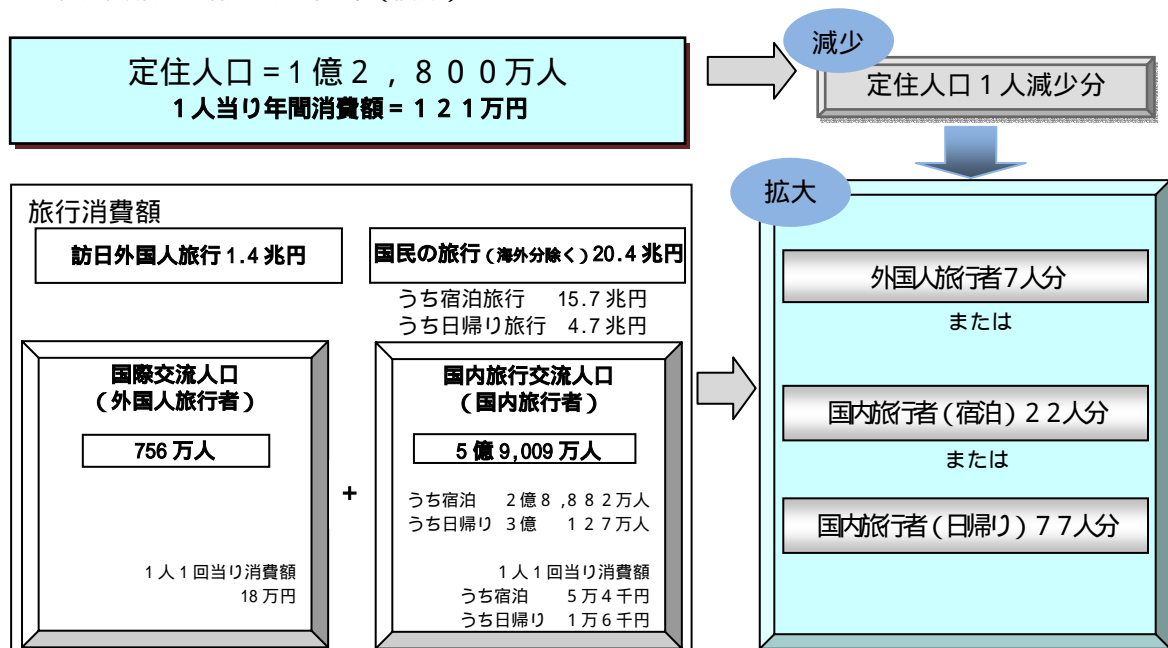 定住人口＝１億２，８００万人
１人当り年間消費額＝１２１万円
減少
定住人口１人減少分
旅行消費額
訪日外国人旅行1.4兆円
国民の旅行（海外分除く）20.4兆円
うち宿泊旅行 15.7兆円
うち日帰り旅行 4.7兆円
国際交流人口
（外国人旅行者）
756万人
１人１回当り消費額
18万円
+
国内旅行交流人口
（国内旅行者）
5億9,009万人
うち宿泊 ２億８,８８２万人
うち日帰り ３億 １２７万人
１人１回当り消費額
うち宿泊 ５万４千円
うち日帰り １万６千円
拡大
外国人旅行者７人分
または
国内旅行者（宿泊）２２人分
または
国内旅行者（日帰り）７７人分